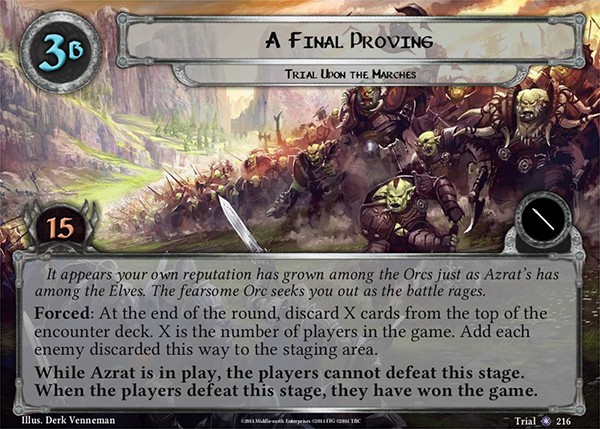 3B
A Final Proving
Trial Upon the Marches
15
It appears your own reputation has grown among the Orcs just as Azrat's has
among the Elves. The fearsome Orc seeks you out as the battle rages.
Forced: At the end of the round, discard X cards from the top of the
encounter deck. X is the number of players in the game. Add each
enemy discarded this way to the staging area.
While Azrat is in play, the players cannot defeat this stage.
When the players defeat this stage, they have won the game.
Illus. Derk Venneman
©2014 Middle-earth Enterprises ©2014 FFG ©2014 TBC
Trial 216